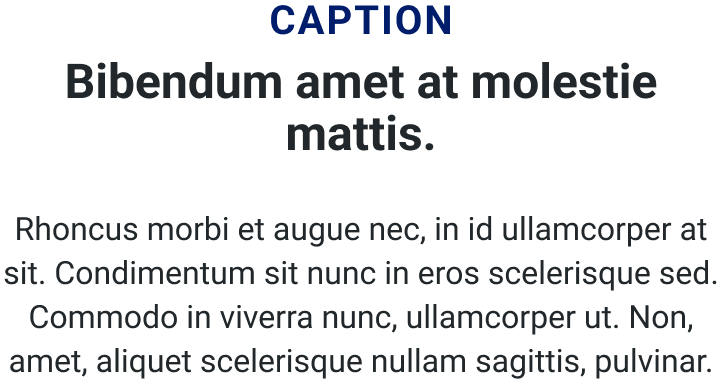 CAPTION
Bibendum amet at molestie
mattis.
Rhoncus morbi et augue nec, in id ullamcorper at
sit. Condimentum sit nunc in eros scelerisque sed.
Commodo in viverra nunc, ullamcorper ut. Non,
amet, aliquet scelerisque nullam sagittis, pulvinar.